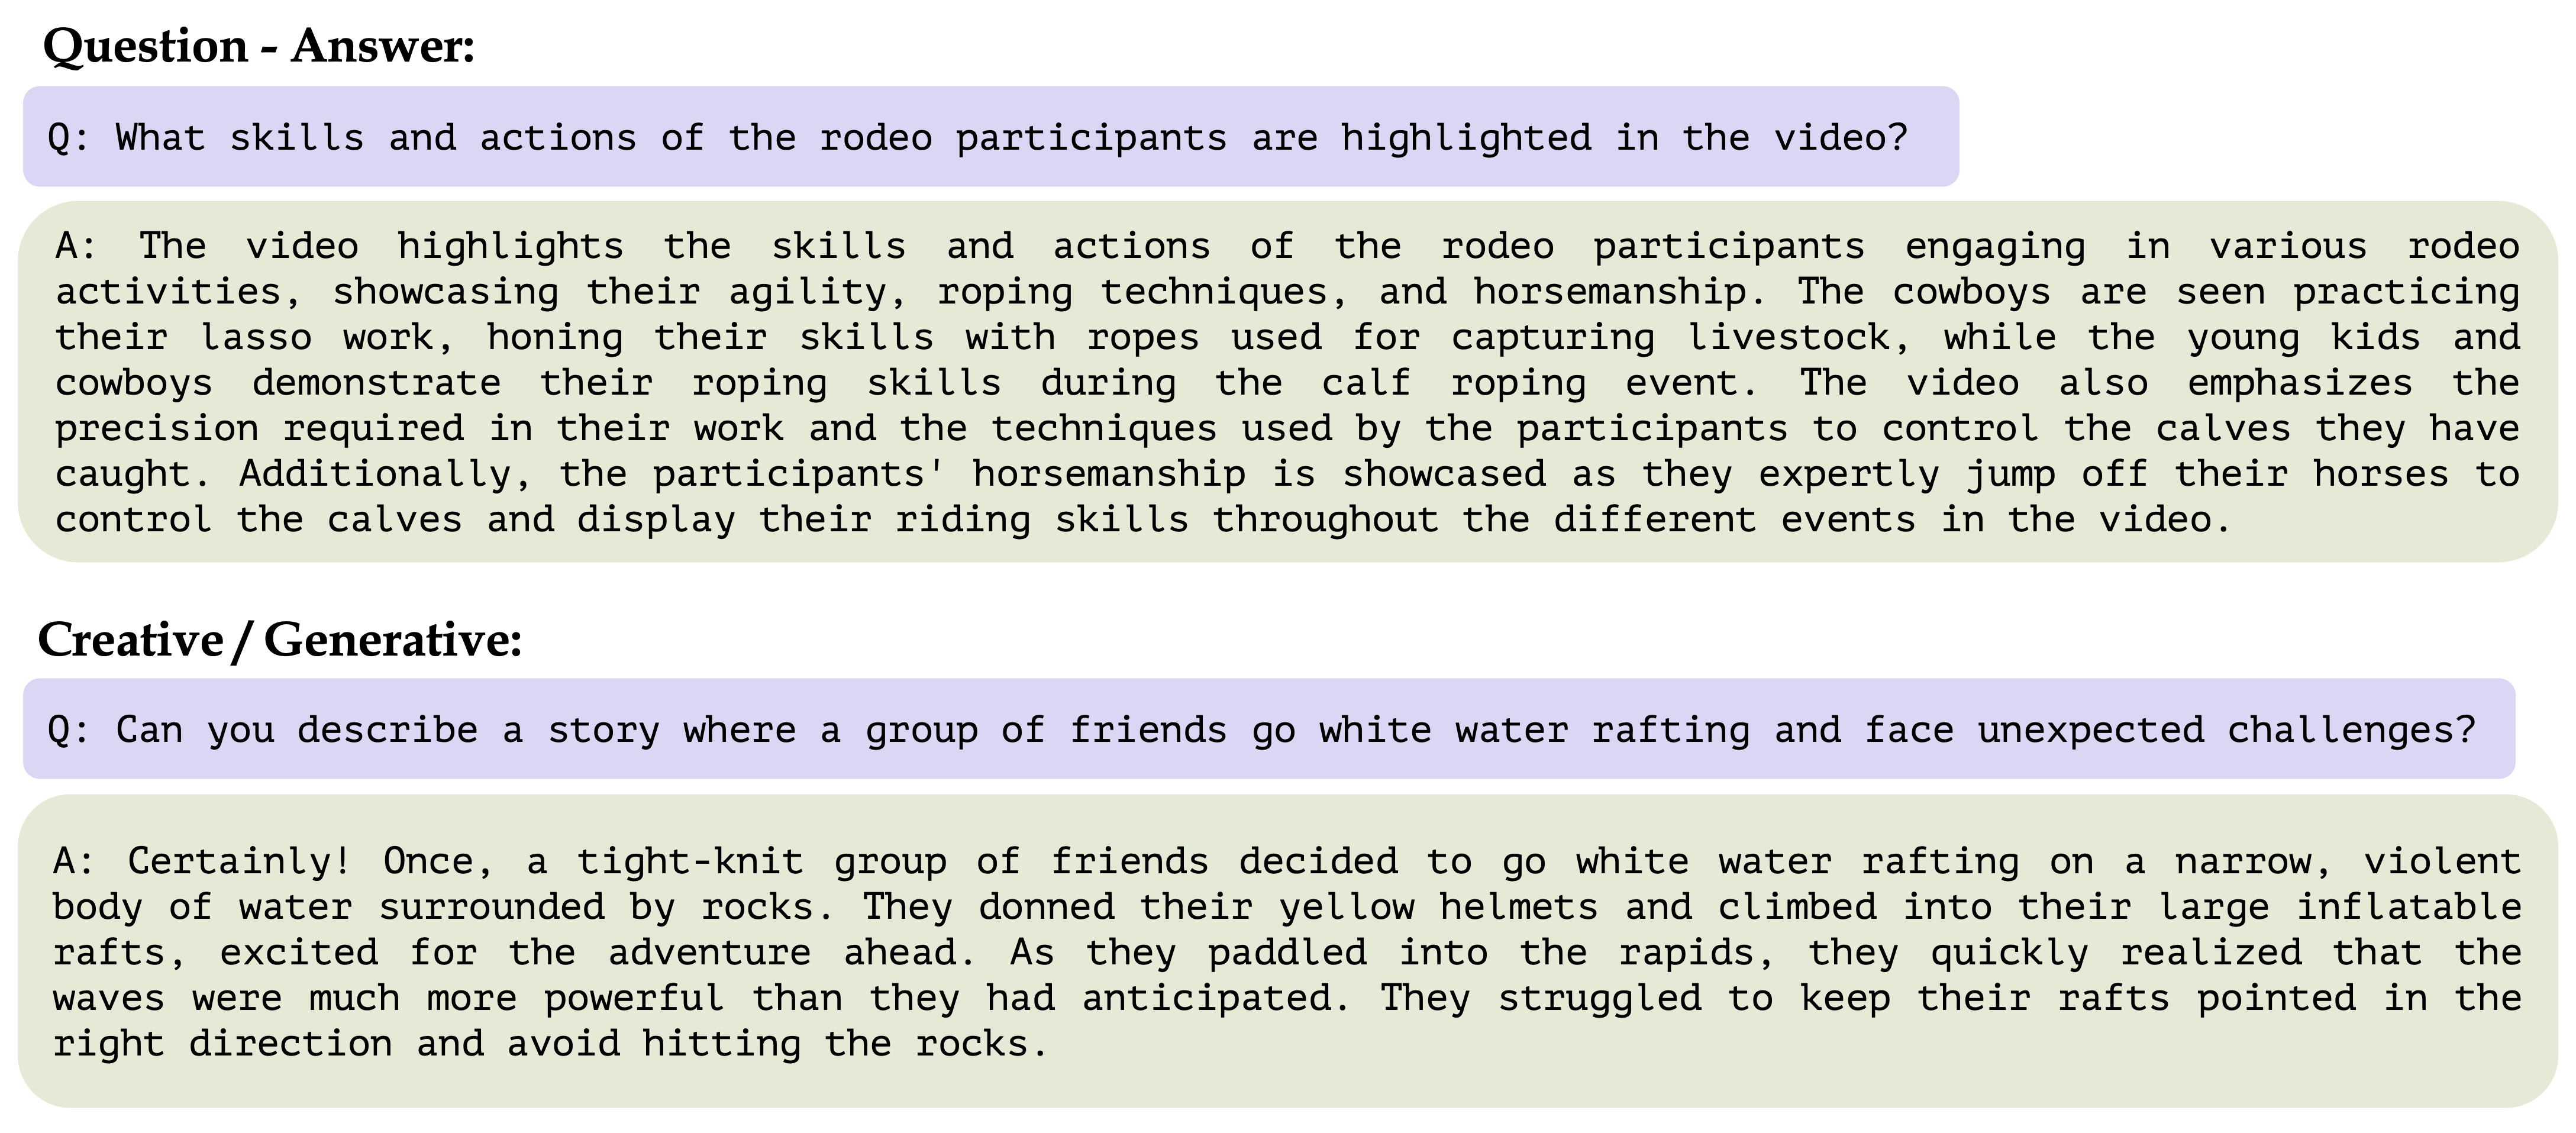 Question - Answer:
Q: What skills and actions of the rodeo participants are highlighted in the video?
A: The video highlights the skills and actions of the rodeo participants engaging in various rodeo
activities, showcasing their agility, roping techniques, and horsemanship. The cowboys are seen practicing
their lasso work, honing their skills with ropes used for capturing livestock, while the young kids and
cowboys demonstrate their roping skills during the calf roping event. The video also emphasizes the
precision required in their work and the techniques used by the participants to control the calves they have
caught. Additionally, the participants' horsemanship is showcased as they expertly jump off their horses to
control the calves and display their riding skills throughout the different events in the video.
Creative / Generative:
Q: Can you describe a story where a group of friends go white water rafting and face unexpected challenges?
A: Certainly! Once, a tight-knit group of friends decided to go white water rafting on a narrow, violent
body of water surrounded by rocks. They donned their yellow helmets and climbed into their large inflatable
rafts, excited for the adventure ahead. As they paddled into the rapids, they quickly realized that the
waves were much more powerful than they had anticipated. They struggled to keep their rafts pointed in the
right direction and avoid hitting the rocks.